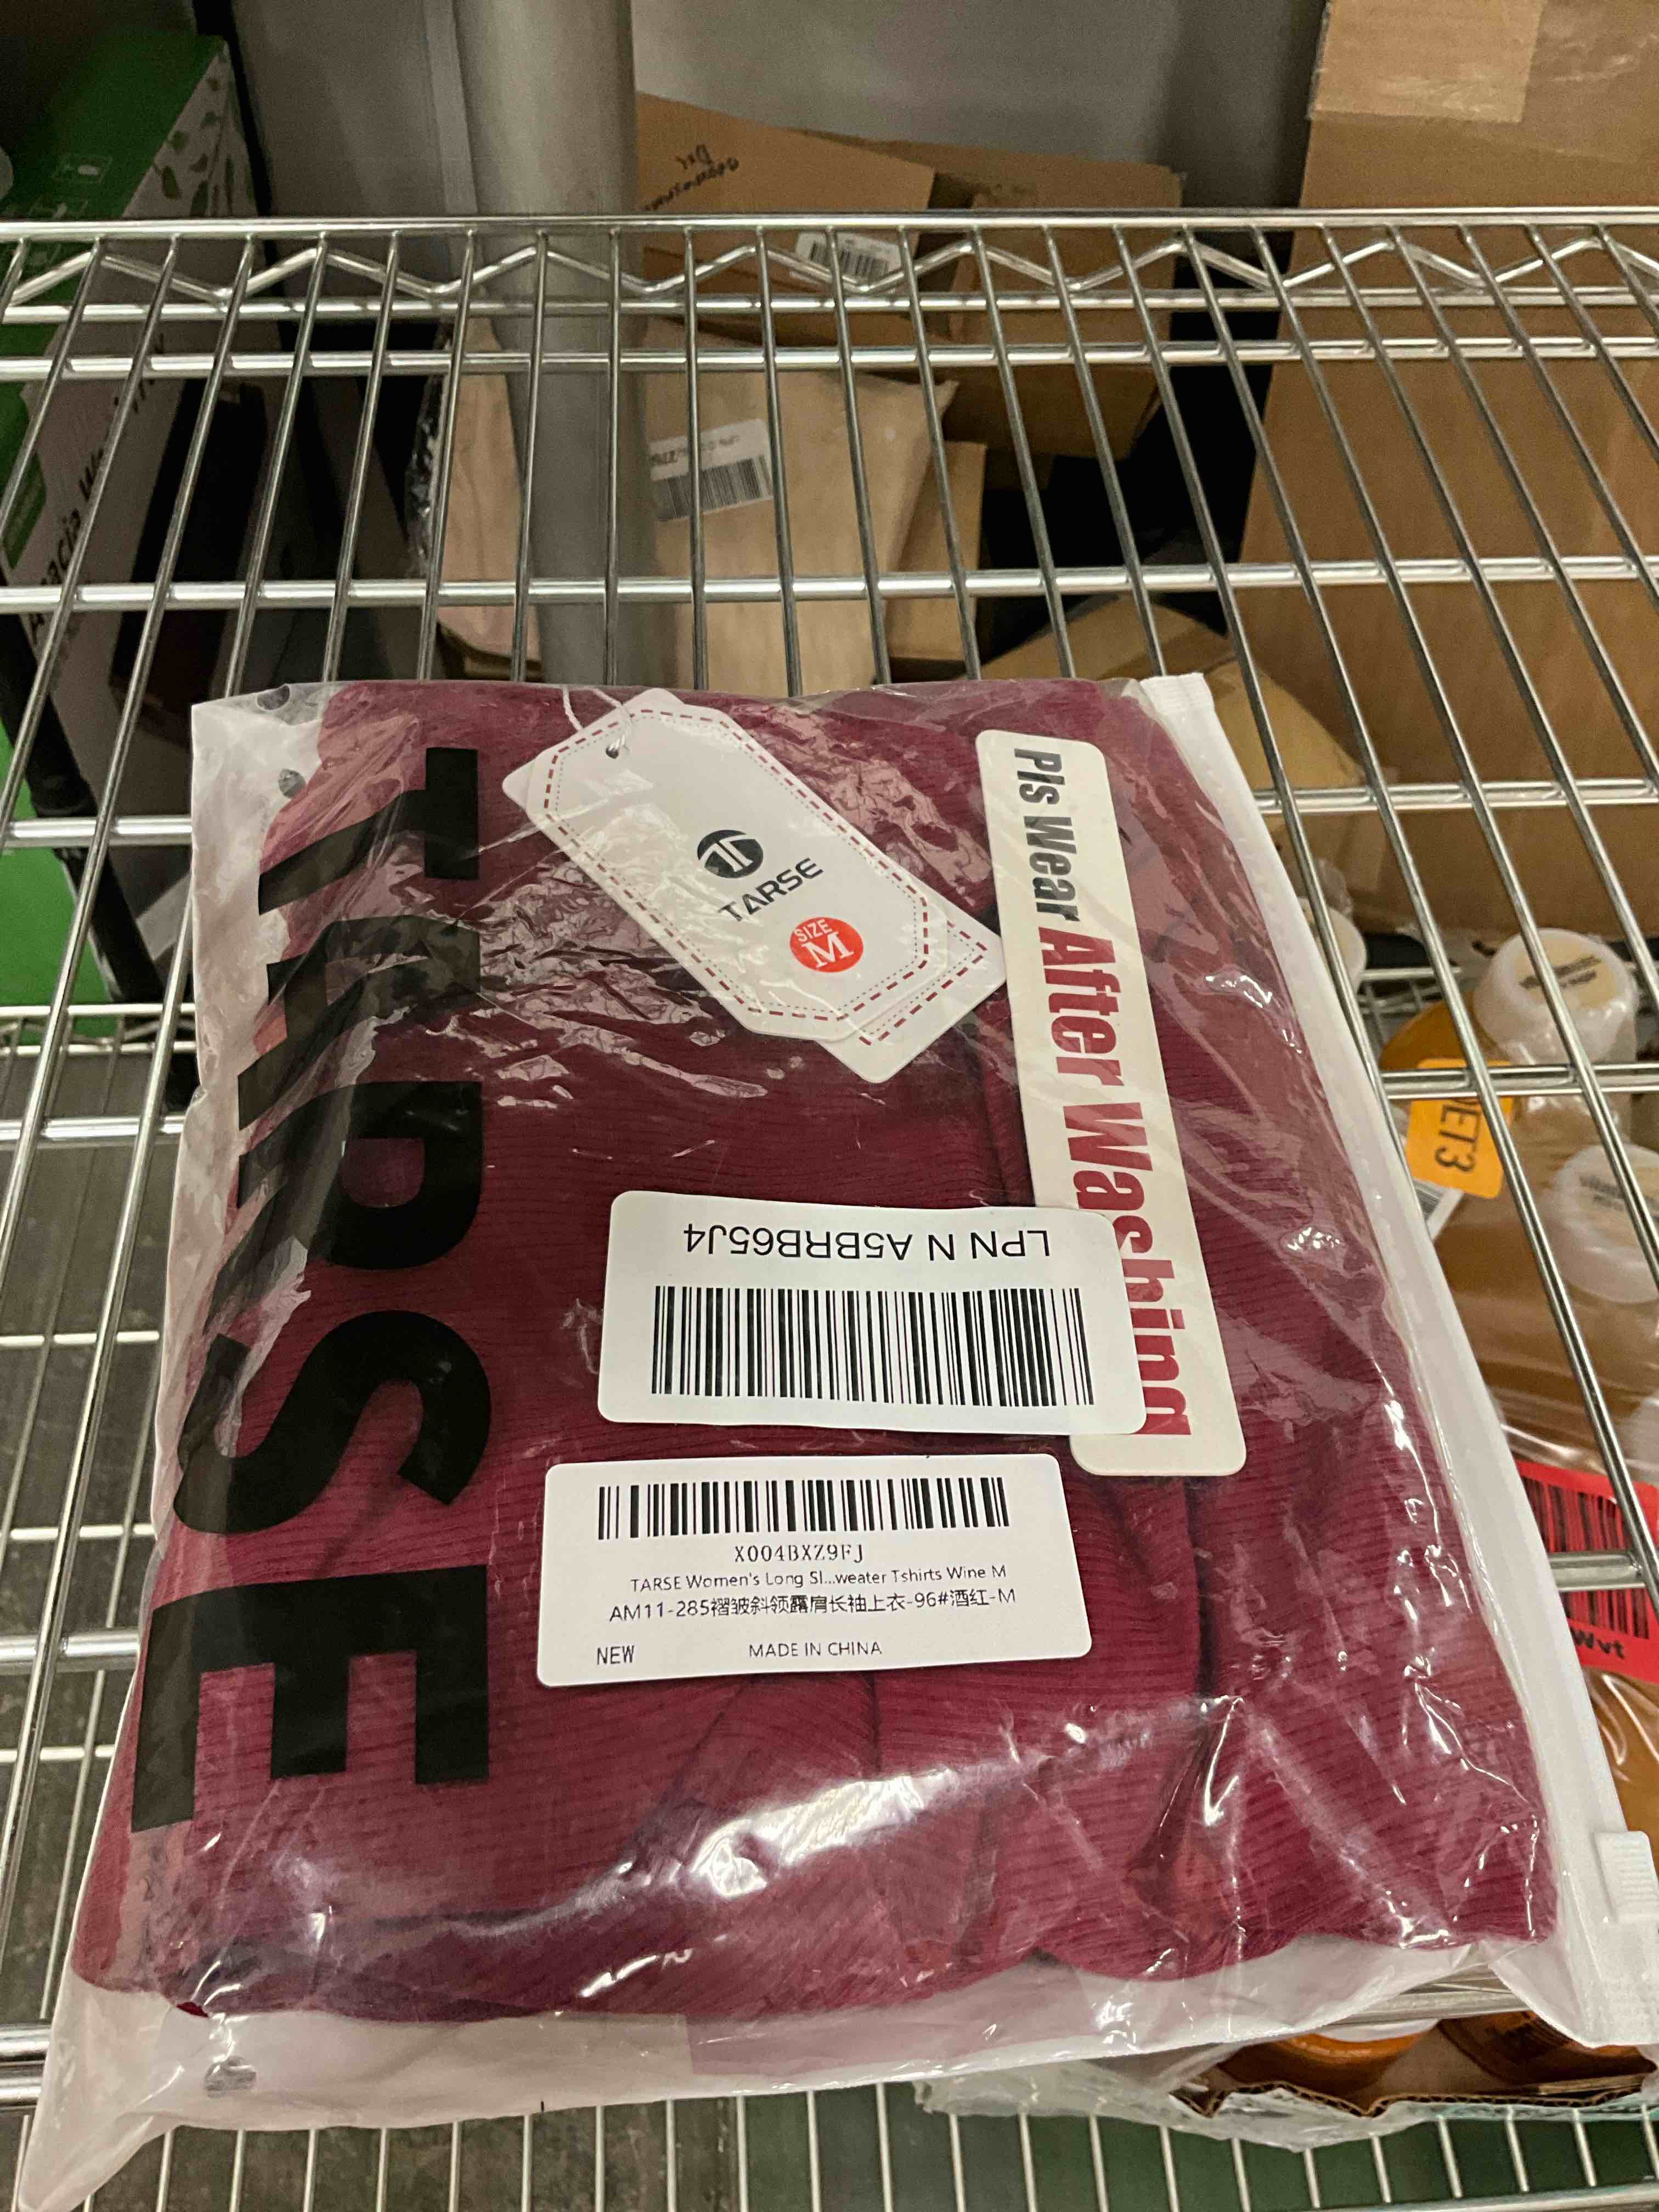 TARSE
TARSE
SIZE
M
Pls Wear After Washing
LPN N A5BRB65J4
X004BXZ9FJ
TARSE Women's Long Sl...weater Tshirts Wine M
AM11-285褶皱斜领露肩长袖上衣-96#酒红-M
NEW MADE IN CHINA
VET3
Wvt